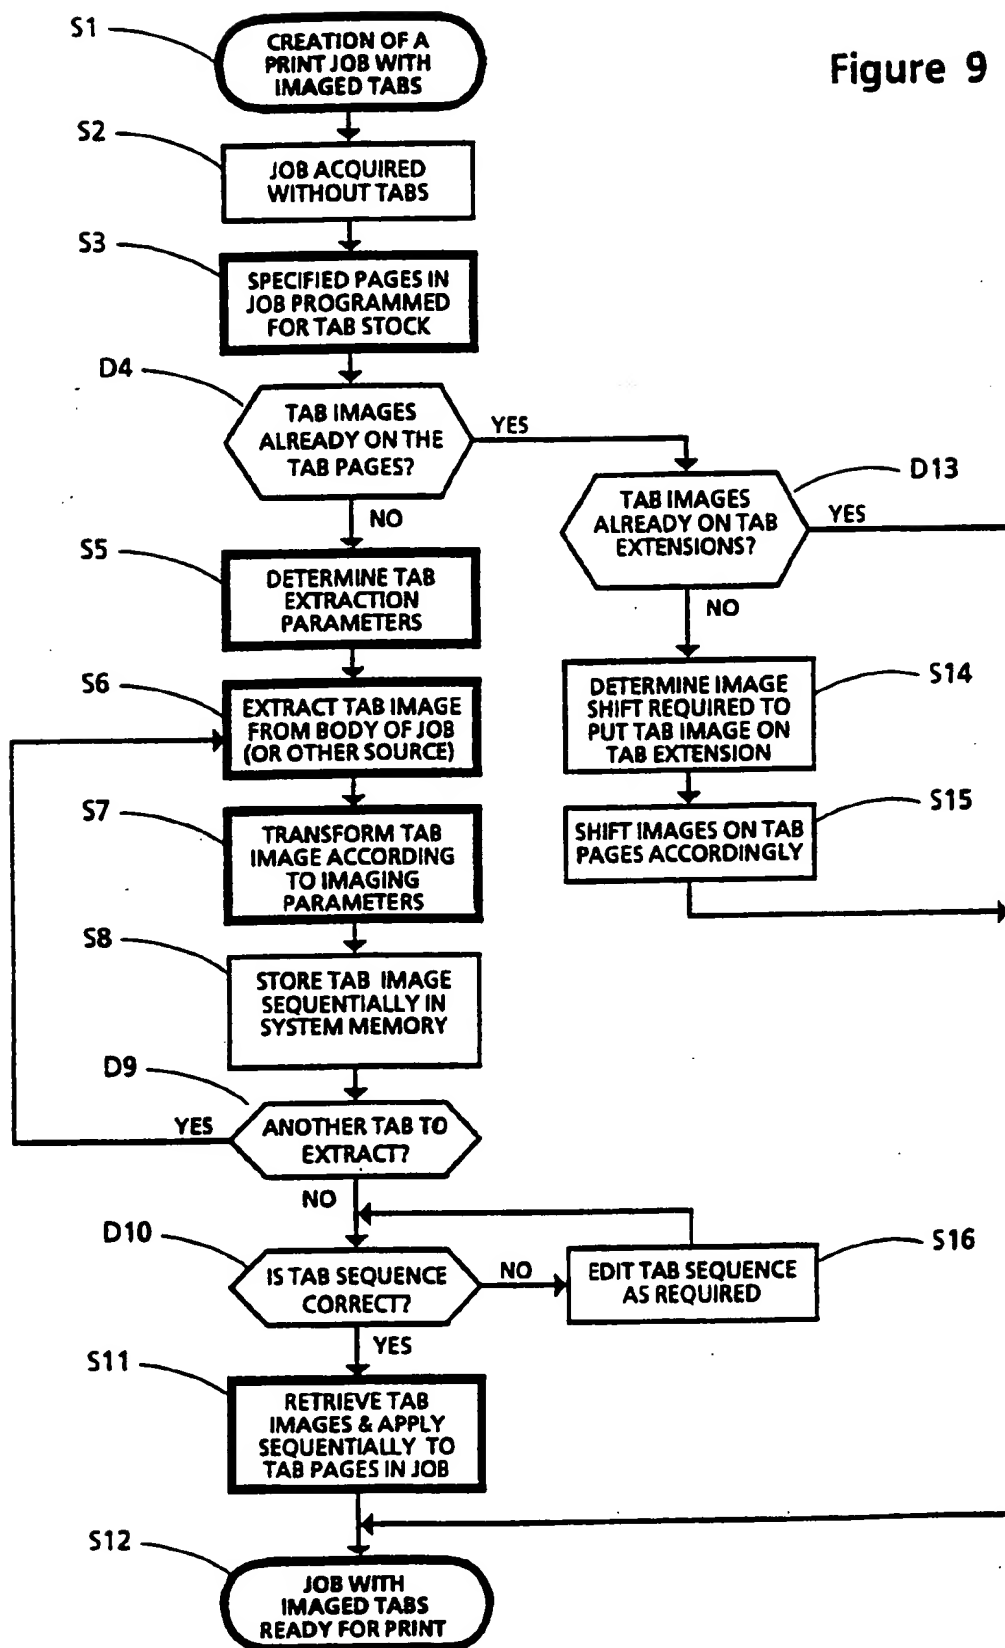 Figure 9
S1
CREATION OF A
PRINT JOB WITH
IMAGED TABS
S2
JOB ACQUIRED
WITHOUT TABS
S3
SPECIFIED PAGES IN
JOB PROGRAMMED
FOR TAB STOCK
D4
TAB IMAGES
ALREADY ON THE
TAB PAGES?
YES
NO
D13
TAB IMAGES
ALREADY ON TAB
EXTENSIONS?
YES
NO
S5
DETERMINE TAB
EXTRACTION
PARAMETERS
S6
EXTRACT TAB IMAGE
FROM BODY OF JOB
(OR OTHER SOURCE)
S14
DETERMINE IMAGE
SHIFT REQUIRED TO
PUT TAB IMAGE ON
TAB EXTENSION
S7
TRANSFORM TAB
IMAGE ACCORDING
TO IMAGING
PARAMETERS
S15
SHIFT IMAGES ON TAB
PAGES ACCORDINGLY
S8
STORE TAB IMAGE
SEQUENTIALLY IN
SYSTEM MEMORY
D9
YES
ANOTHER TAB TO
EXTRACT?
NO
D10
IS TAB SEQUENCE
CORRECT?
NO
YES
S16
EDIT TAB SEQUENCE
AS REQUIRED
S11
RETRIEVE TAB
IMAGES & APPLY
SEQUENTIALLY TO
TAB PAGES IN JOB
S12
JOB WITH
IMAGED TABS
READY FOR PRINT